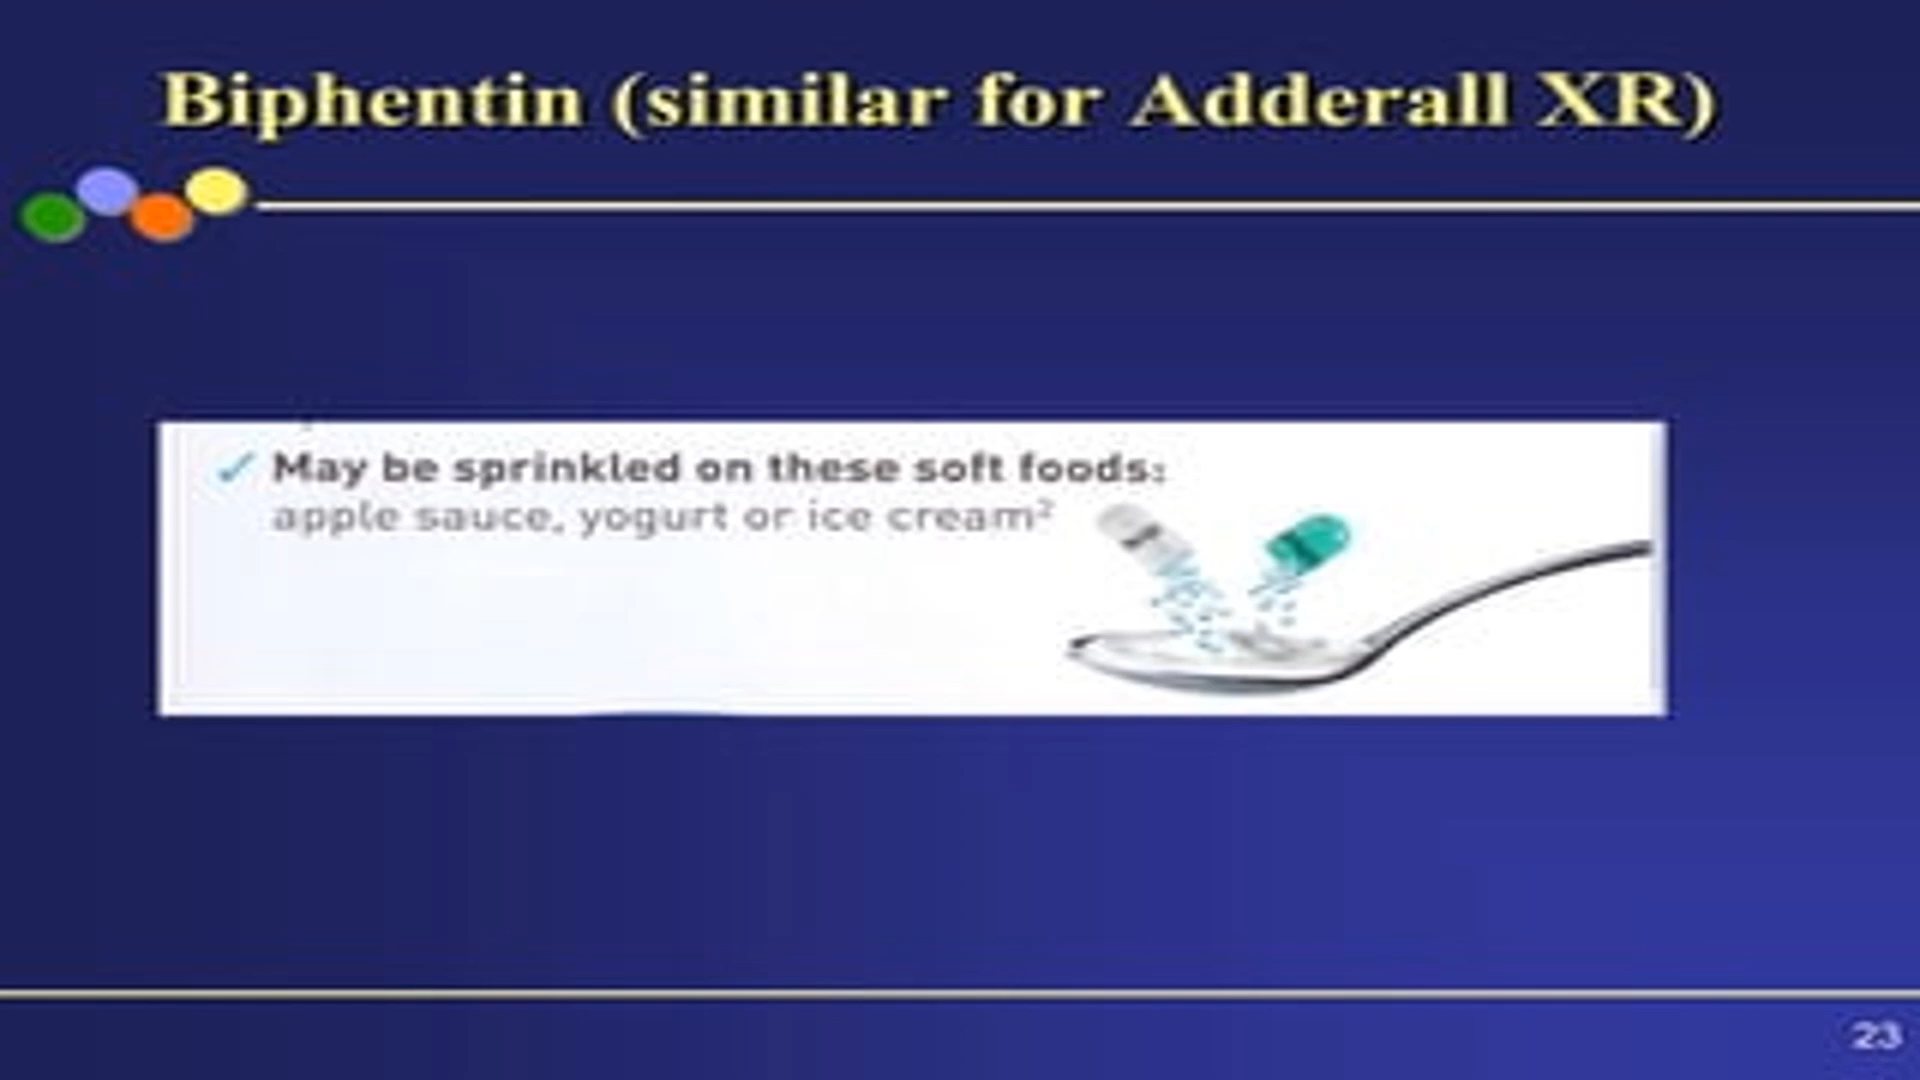 Biphentin (similar for Adderall XR)
✓ May be sprinkled on these soft foods:
apple sauce, yogurt or ice cream²
23